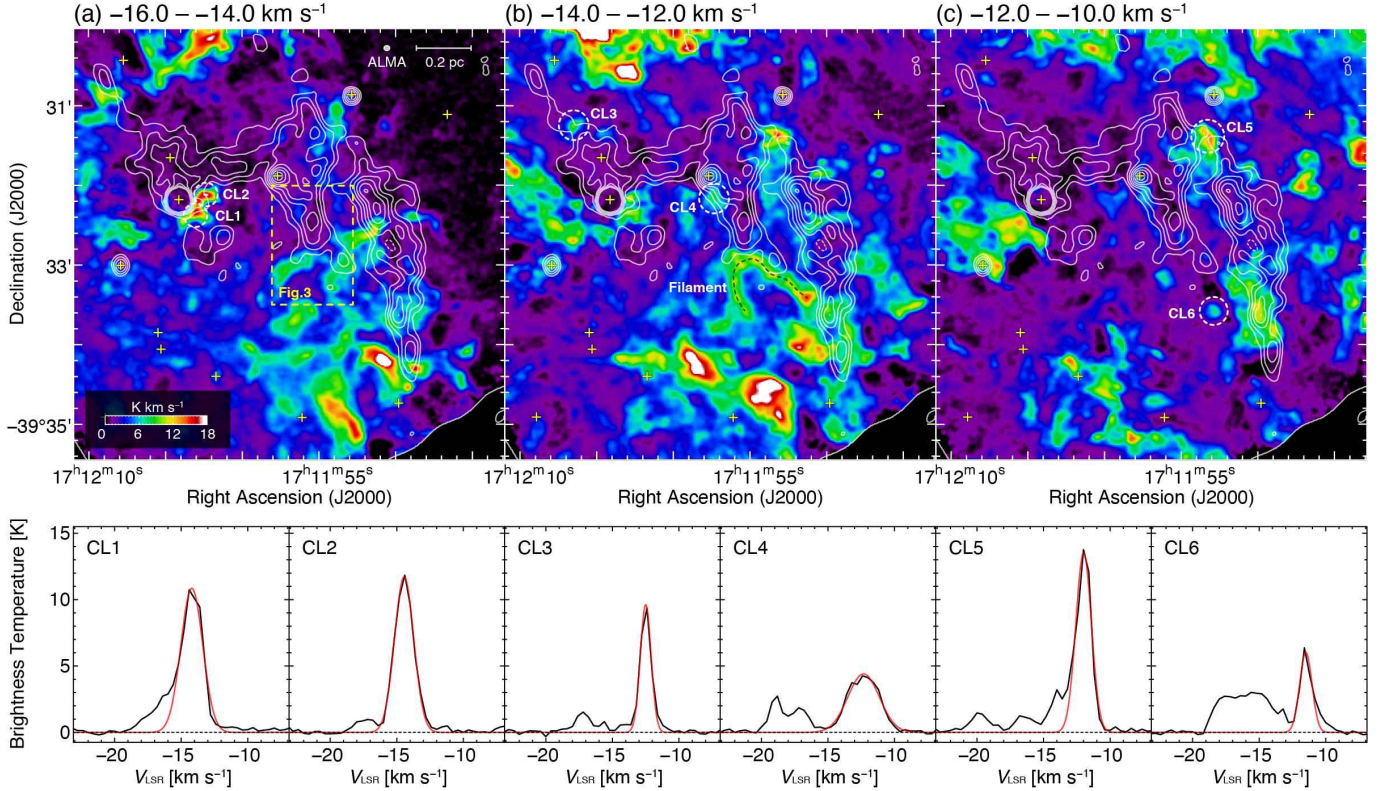 (a) −16.0 – −14.0 km s⁻¹
(b) −14.0 – −12.0 km s⁻¹
(c) −12.0 – −10.0 km s⁻¹
ALMA
0.2 pc
31'
33'
−39°35'
Declination (J2000)
CL2
CL1
Fig.3
K km s⁻¹
0 6 12 18
CL3
CL4
Filament
CL5
CL6
17ʰ12ᵐ10ˢ 17ʰ11ᵐ55ˢ
17ʰ12ᵐ10ˢ 17ʰ11ᵐ55ˢ
17ʰ12ᵐ10ˢ 17ʰ11ᵐ55ˢ
Right Ascension (J2000)
Right Ascension (J2000)
Right Ascension (J2000)
Brightness Temperature [K]
15
10
5
0
CL1
CL2
CL3
CL4
CL5
CL6
−20 −15 −10
−20 −15 −10
−20 −15 −10
−20 −15 −10
−20 −15 −10
−20 −15 −10
VLSR [km s⁻¹]
VLSR [km s⁻¹]
VLSR [km s⁻¹]
VLSR [km s⁻¹]
VLSR [km s⁻¹]
VLSR [km s⁻¹]